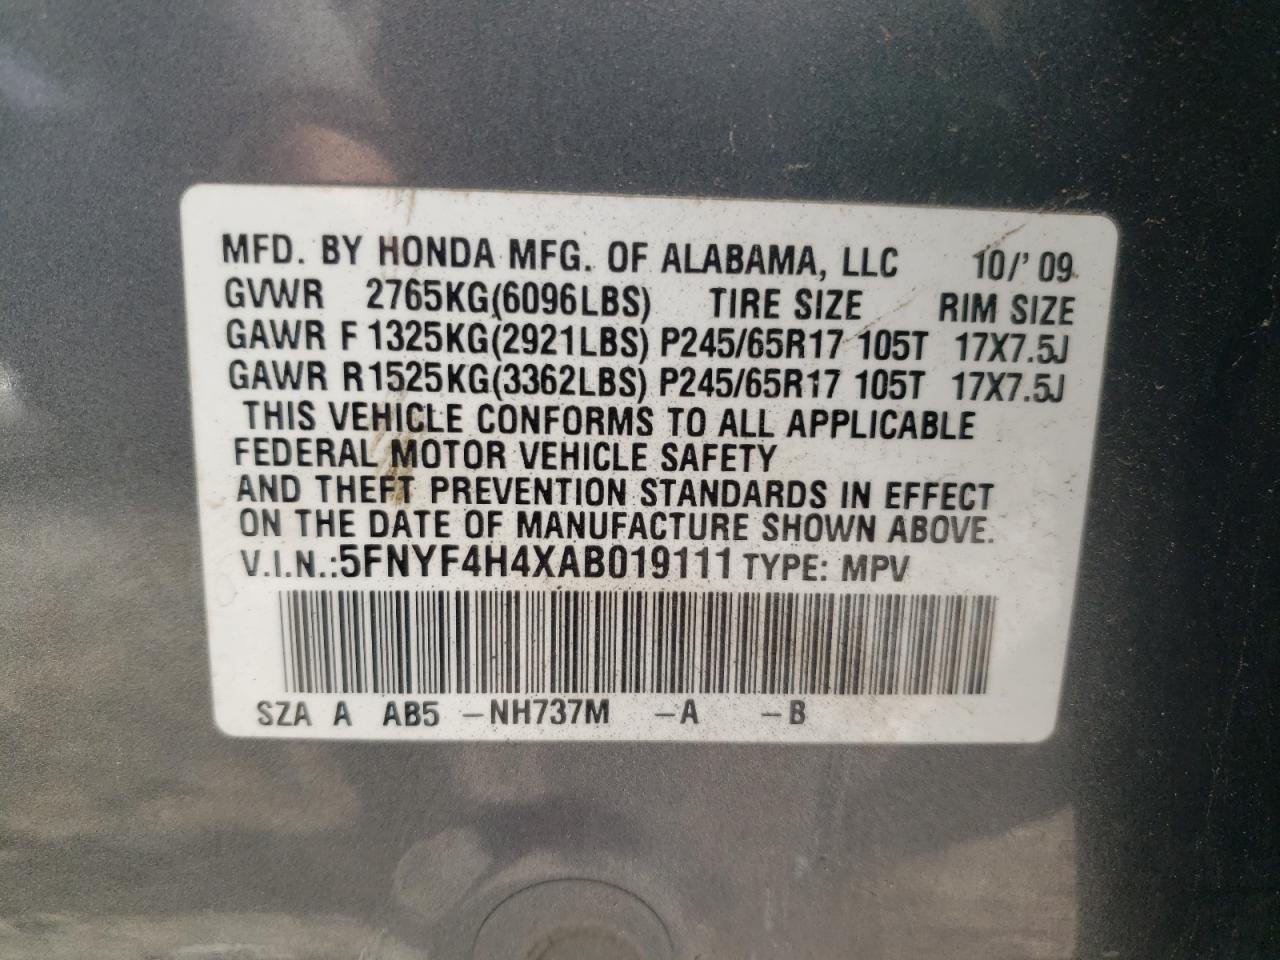 MFD. BY HONDA MFG. OF ALABAMA, LLC 10/' 09
GVWR 2765KG(6096LBS) TIRE SIZE RIM SIZE
GAWR F 1325KG(2921LBS) P245/65R17 105T 17X7.5J
GAWR R1525KG(3362LBS) P245/65R17 105T 17X7.5J
THIS VEHICLE CONFORMS TO ALL APPLICABLE
FEDERAL MOTOR VEHICLE SAFETY
AND THEFT PREVENTION STANDARDS IN EFFECT
ON THE DATE OF MANUFACTURE SHOWN ABOVE.
V.I.N.:5FNYF4H4XAB019111 TYPE: MPV
SZA A AB5 -NH737M -A -B